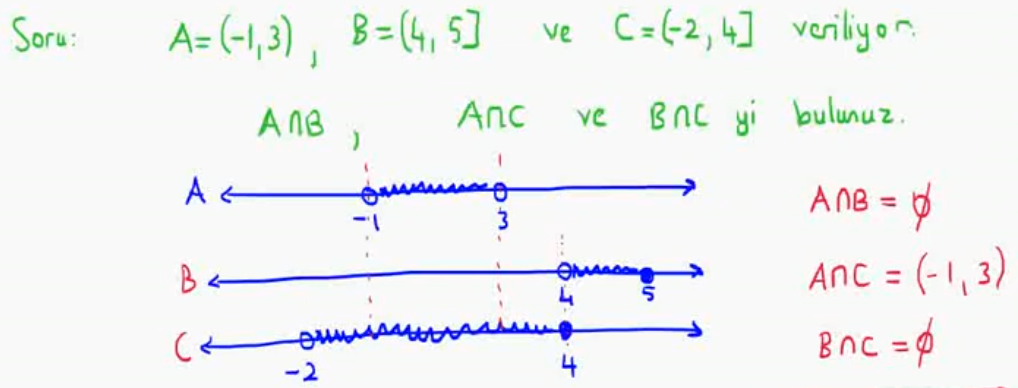 Soru: A=(-1,3), B=(4,5] ve C=(-2,4] veriliyor.
A∩B, A∩C ve B∩C yi bulunuz.
A
-1 3
A∩B = ∅
B
4 5
A∩C = (-1,3)
C
-2 4
B∩C = ∅